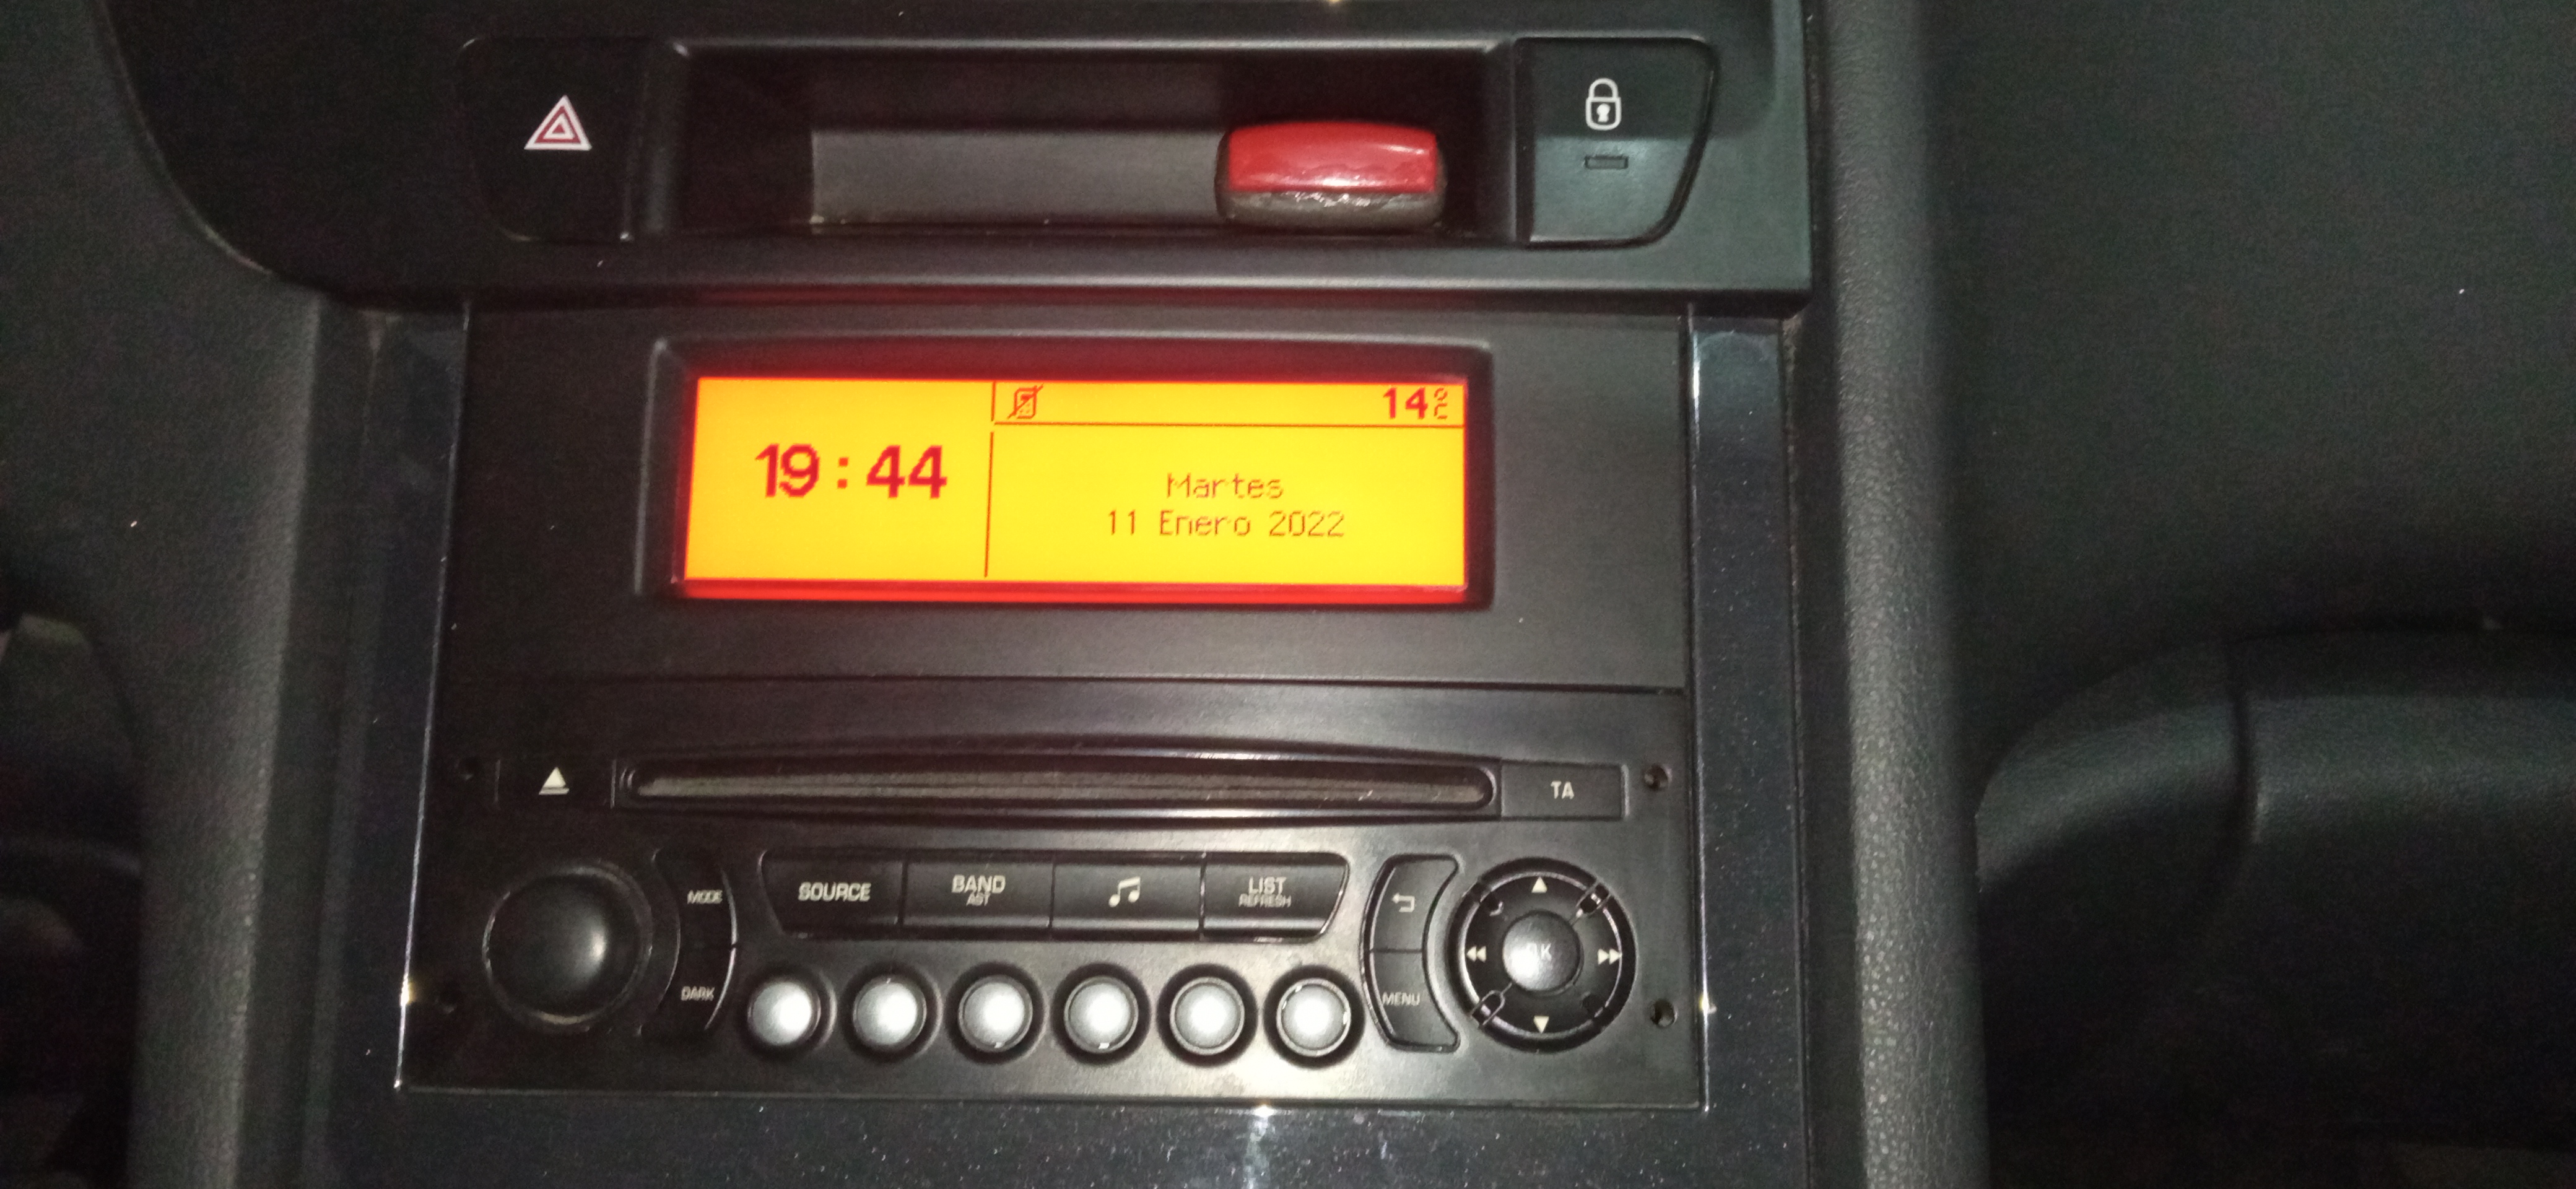 14°C
19:44
Martes
11 Enero 2022
TA
MODE
SOURCE
BAND
AST
LIST
REFRESH
DARK
MENU
OK